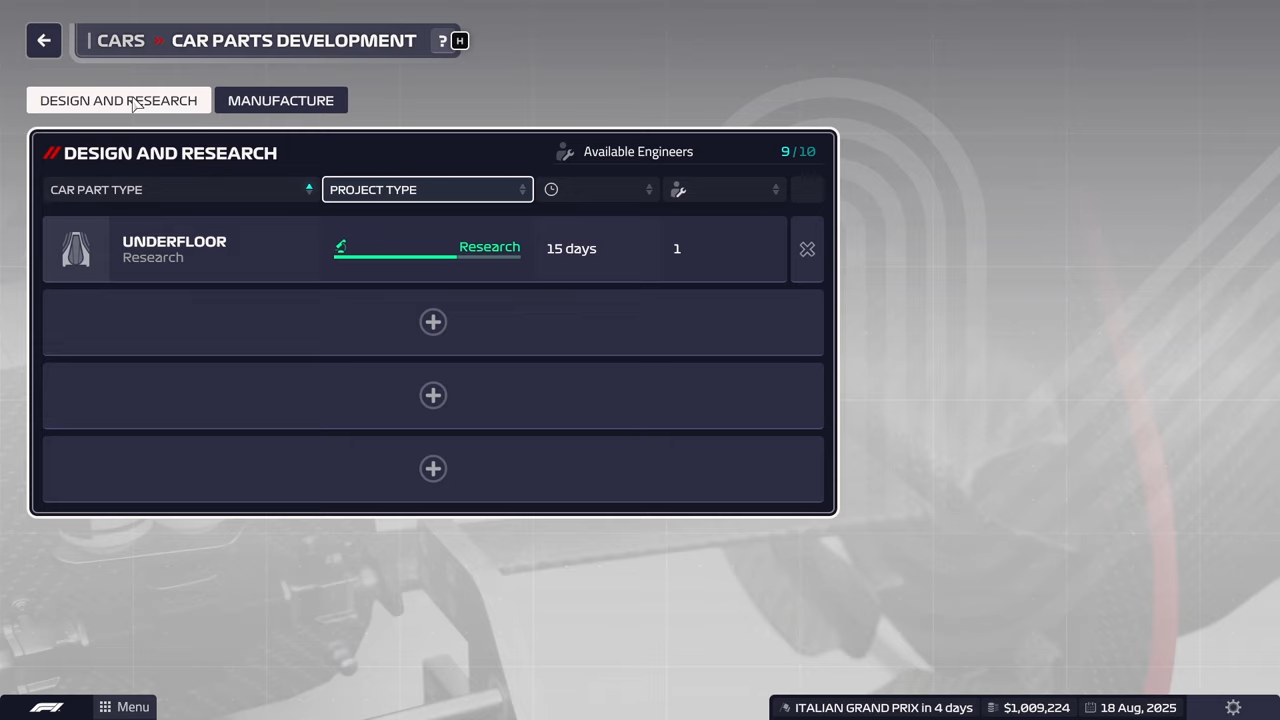 CARS » CAR PARTS DEVELOPMENT ? H
DESIGN AND RESEARCH MANUFACTURE
DESIGN AND RESEARCH Available Engineers 9/10
CAR PART TYPE PROJECT TYPE
UNDERFLOOR Research 15 days 1
Research
F1 Menu ITALIAN GRAND PRIX in 4 days $1,009,224 18 Aug, 2025